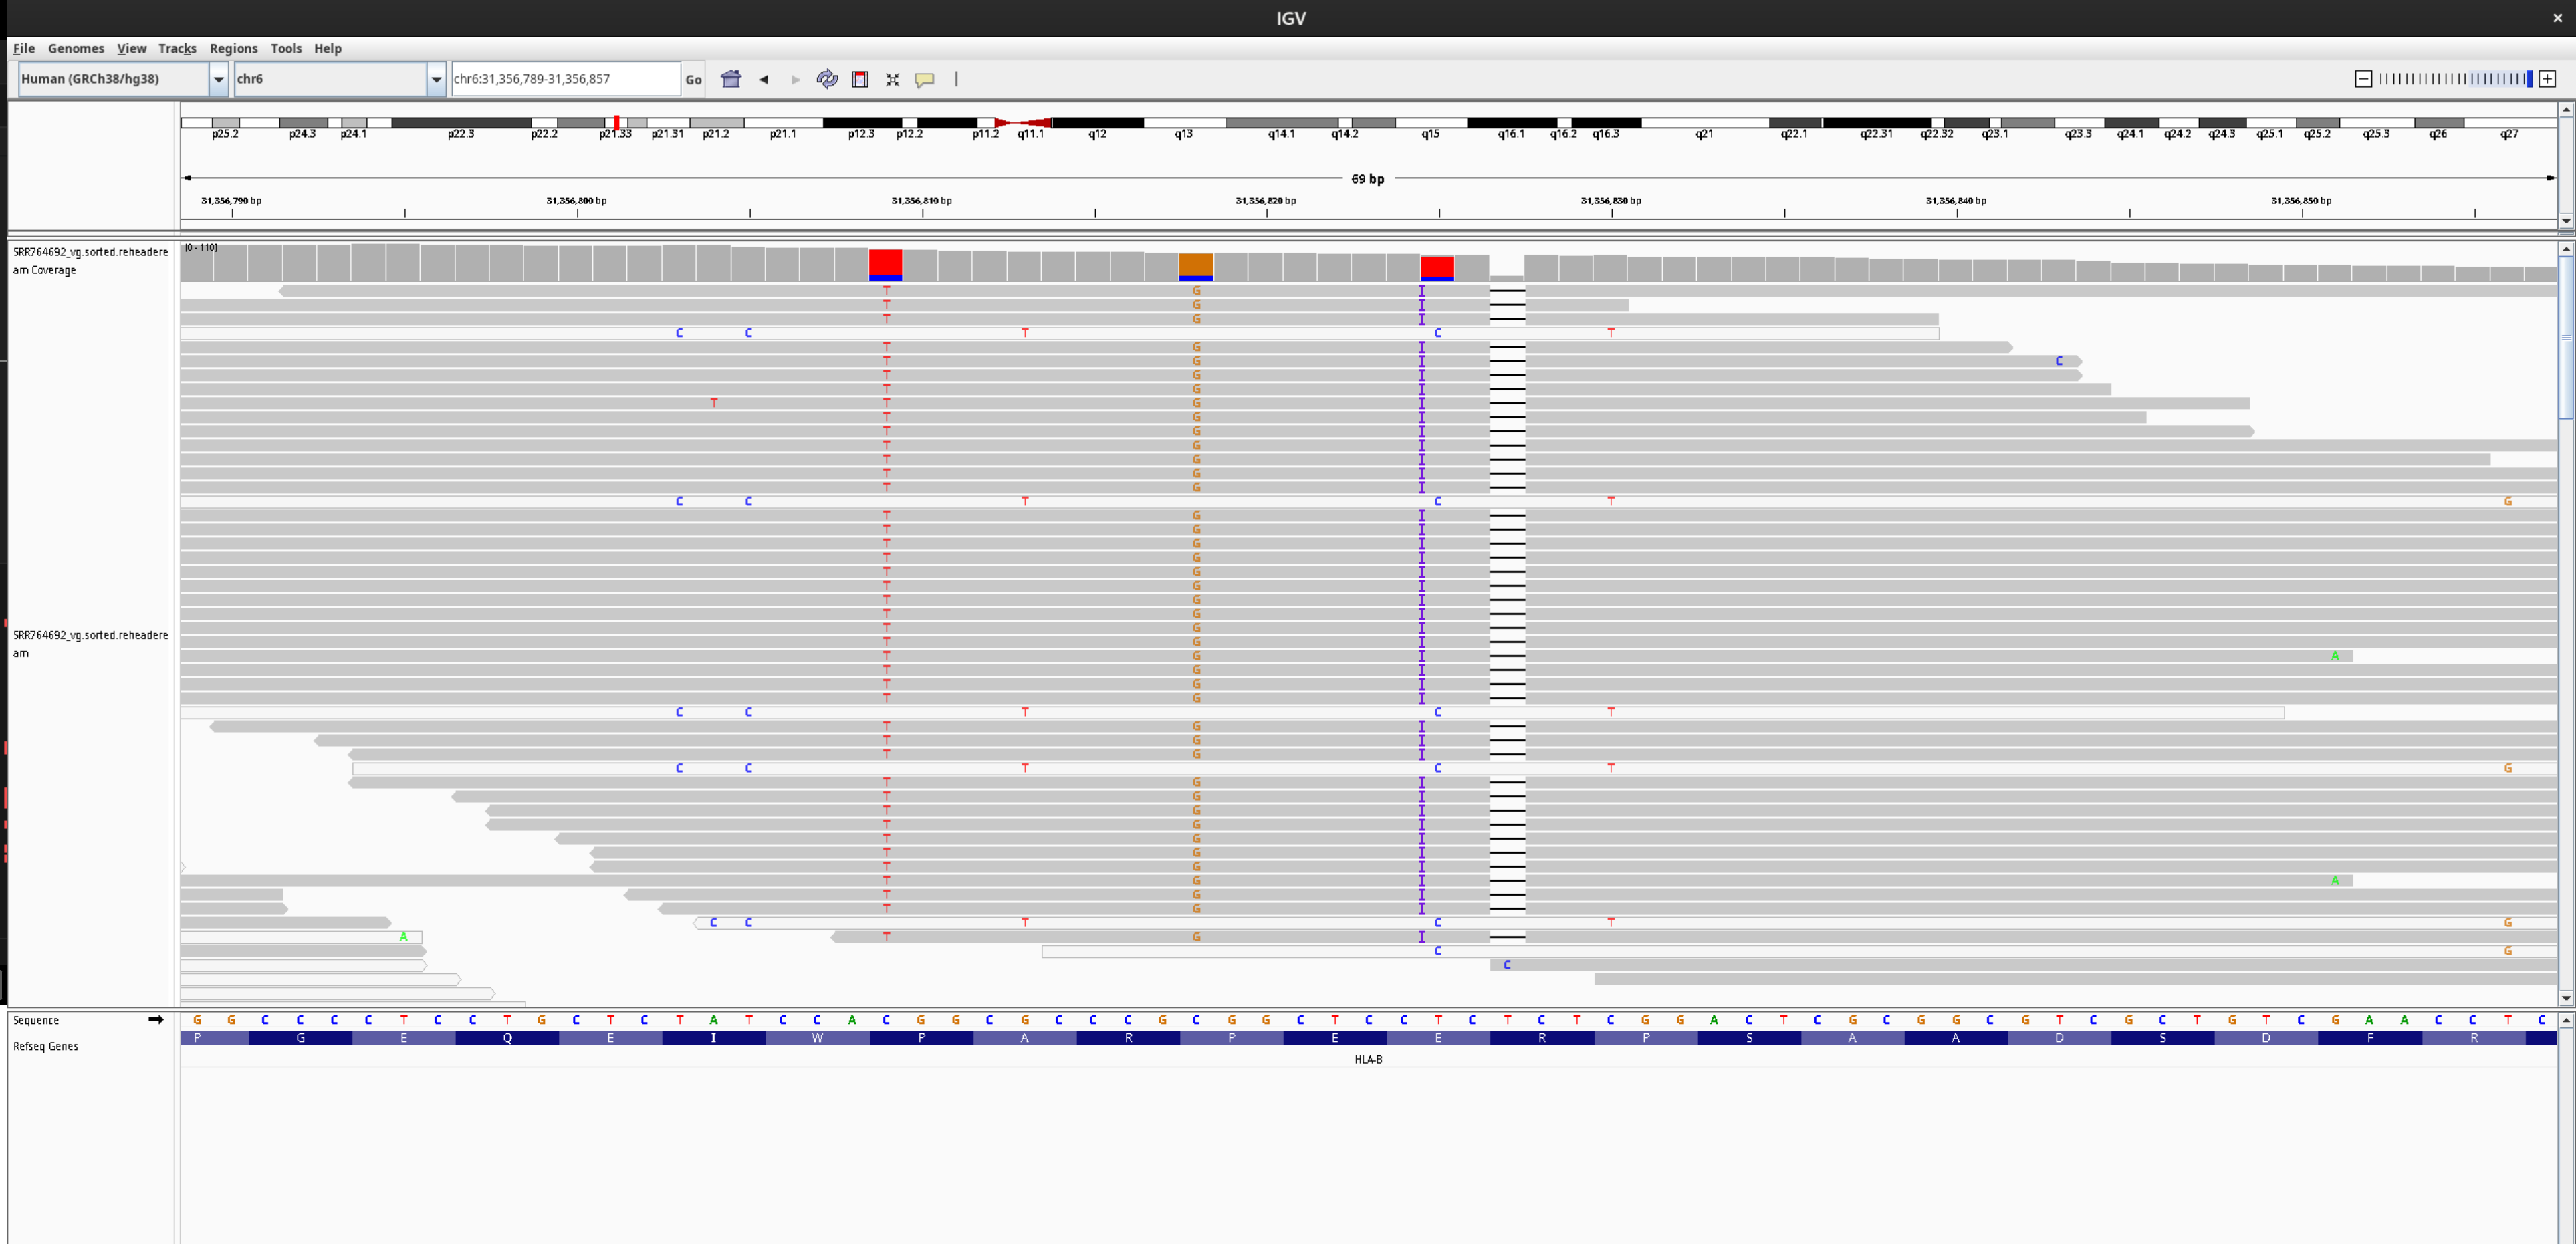 IGV
File Genomes View Tracks Regions Tools Help
Human (GRCh38/hg38) chr6 chr6:31,356,789-31,356,857 Go
p25.2 p24.3 p24.1 p22.3 p22.2 p21.33 p21.31 p21.2 p21.1 p12.3 p12.2 p11.2 q11.1 q12 q13 q14.1 q14.2 q15 q16.1 q16.2 q16.3 q21 q22.1 q22.31 q22.32 q23.1 q23.3 q24.1 q24.2 q24.3 q25.1 q25.2 q25.3 q26 q27
69 bp
31,356,790 bp 31,356,800 bp 31,356,810 bp 31,356,820 bp 31,356,830 bp 31,356,840 bp 31,356,850 bp
SRR764692_vg.sorted.reheadere
am Coverage
[0 - 110]
T G I
T G I
T G I
C C T C T
T G I
T G I C
T G I
T G I
T T G I
T G I
T G I
T G I
T G I
T G I
T G I
C C T C T G
T G I
T G I
T G I
T G I
T G I
T G I
T G I
T G I
T G I
T G I
T G I A
T G I
T G I
T G I
SRR764692_vg.sorted.reheadere
am
C C T C T
T G I
T G I
T G I
C C T C T G
T G I
T G I
T G I
T G I
T G I
T G I
T G I
T G I A
T G I
T G I
C C T C T G
A T G I
C G
C
Sequence G G C C C C T C C T G C T C T A T C C A C G G C G C C C G C G G C T C C T C T C T C G G A C T C G C G G C G T C G C T G T C G A A C C T C
Refseq Genes P G E Q E I W P A R P E E R P S A A D S D F R
HLA-B